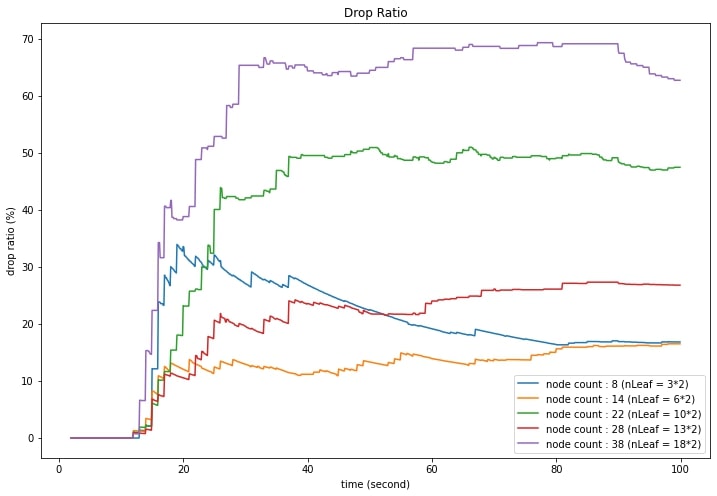 Drop Ratio
drop ratio (%)
70
60
50
40
30
20
10
0
node count : 8 (nLeaf = 3*2)
node count : 14 (nLeaf = 6*2)
node count : 22 (nLeaf = 10*2)
node count : 28 (nLeaf = 13*2)
node count : 38 (nLeaf = 18*2)
0 20 40 60 80 100
time (second)